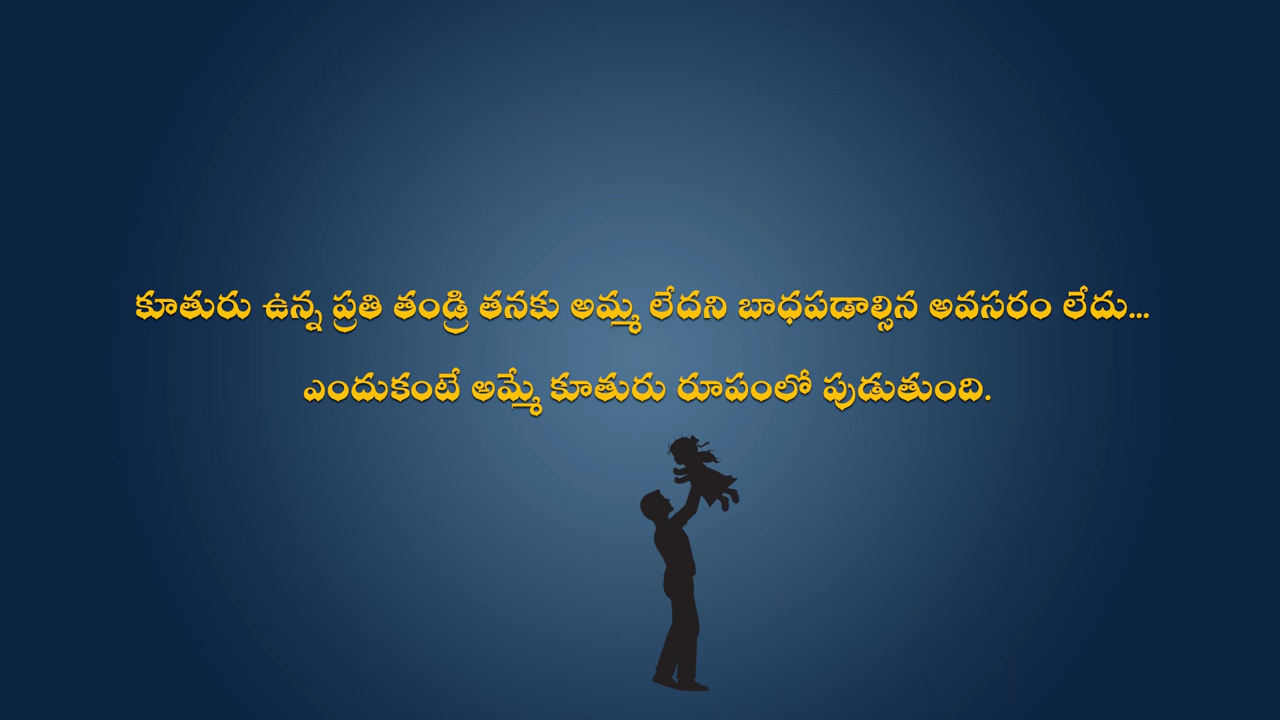 కూతురు ఉన్న ప్రతి తండ్రి తనకు అమ్మ లేదని బాధపడాల్సిన అవసరం లేదు...
ఎందుకంటే అమ్మే కూతురు రూపంలో పుడుతుంది.